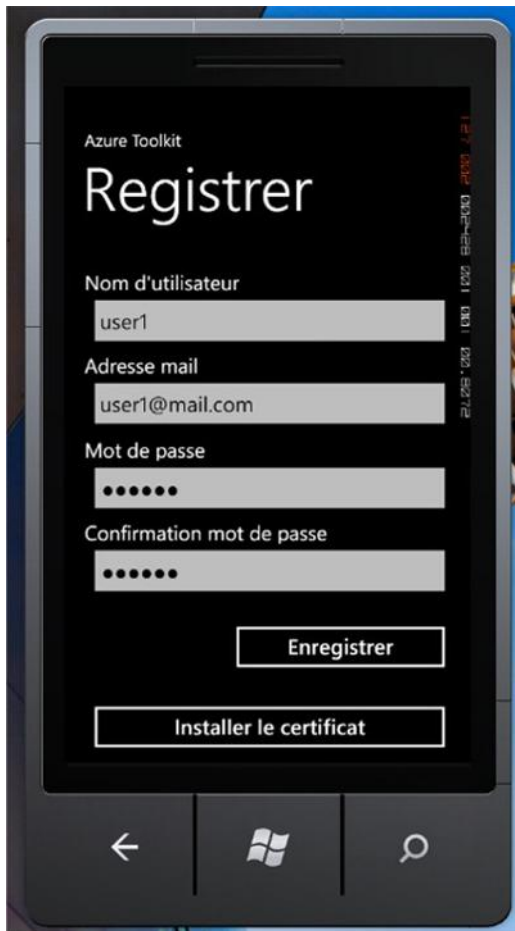 Azure Toolkit
Registrer
Nom d'utilisateur
user1
Adresse mail
user1@mail.com
Mot de passe
••••••
Confirmation mot de passe
••••••
Enregistrer
Installer le certificat